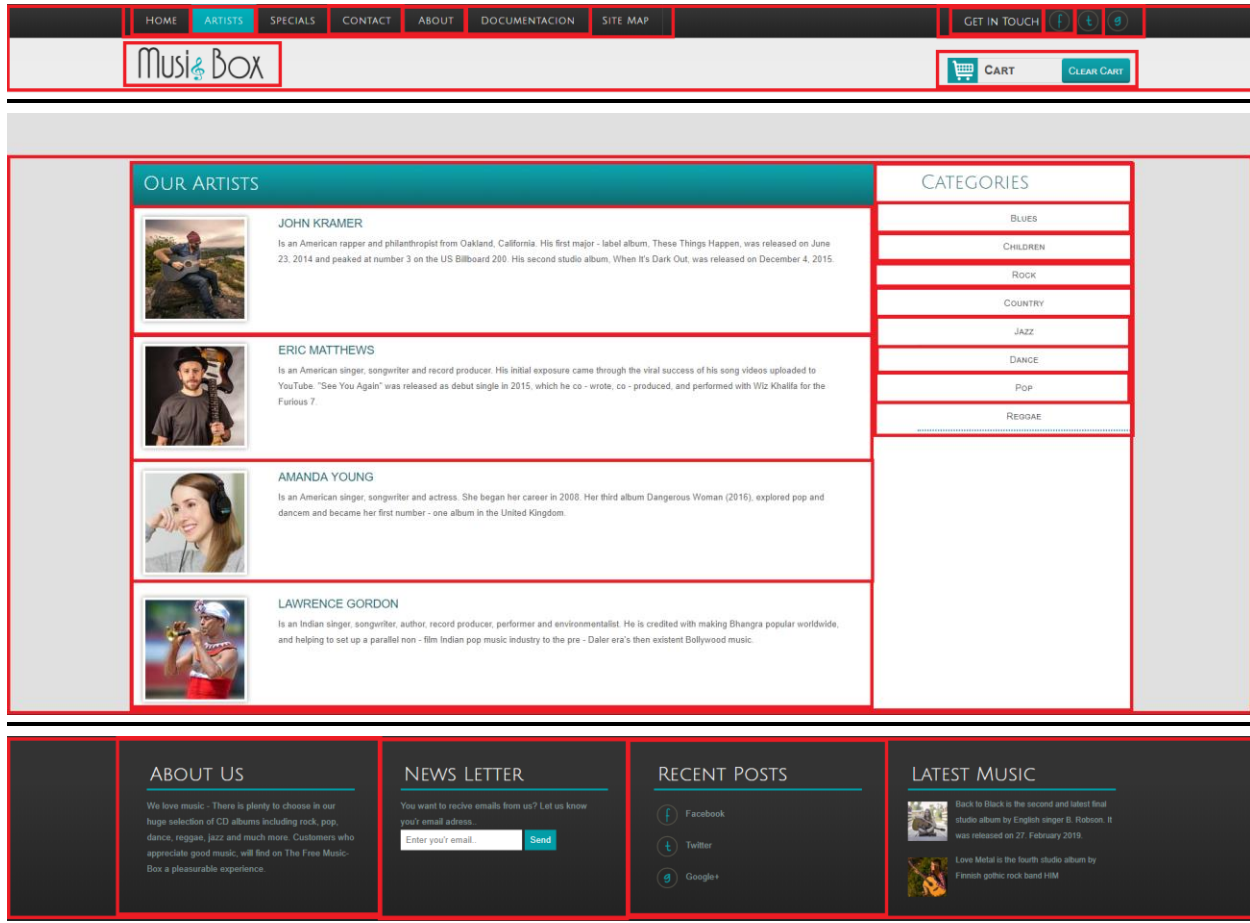 HOME ARTISTS SPECIALS CONTACT ABOUT DOCUMENTACION SITE MAP GET IN TOUCH f t g
Music Box CART CLEAR CART
OUR ARTISTS
JOHN KRAMER
Is an American rapper and philanthropist from Oakland, California. His first major - label album, These Things Happen, was released on June
23, 2014 and peaked at number 3 on the US Billboard 200. His second studio album, When It's Dark Out, was released on December 4, 2015.
ERIC MATTHEWS
Is an American singer, songwriter and record producer. His initial exposure came through the viral success of his song videos uploaded to
YouTube. "See You Again" was released as debut single in 2015, which he co - wrote, co - produced, and performed with Wiz Khalifa for the
Furious 7.
AMANDA YOUNG
Is an American singer, songwriter and actress. She began her career in 2008. Her third album Dangerous Woman (2016), explored pop and
dancem and became her first number - one album in the United Kingdom.
LAWRENCE GORDON
Is an Indian singer, songwriter, author, record producer, performer and environmentalist. He is credited with making Bhangra popular worldwide,
and helping to set up a parallel non - film Indian pop music industry to the pre - Daler era's then existent Bollywood music.
CATEGORIES
BLUES
CHILDREN
ROCK
COUNTRY
JAZZ
DANCE
POP
REGGAE
ABOUT US
We love music - There is plenty to choose in our
huge selection of CD albums including rock, pop,
dance, reggae, jazz and much more. Customers who
appreciate good music, will find on The Free Music-
Box a pleasurable experience.
NEWS LETTER
You want to recive emails from us? Let us know
you'r email adress..
Enter you'r email.. Send
RECENT POSTS
f Facebook
t Twitter
g Google+
LATEST MUSIC
Back to Black is the second and latest final
studio album by English singer B. Robson. It
was released on 27. February 2019.
Love Metal is the fourth studio album by
Finnish gothic rock band HIM